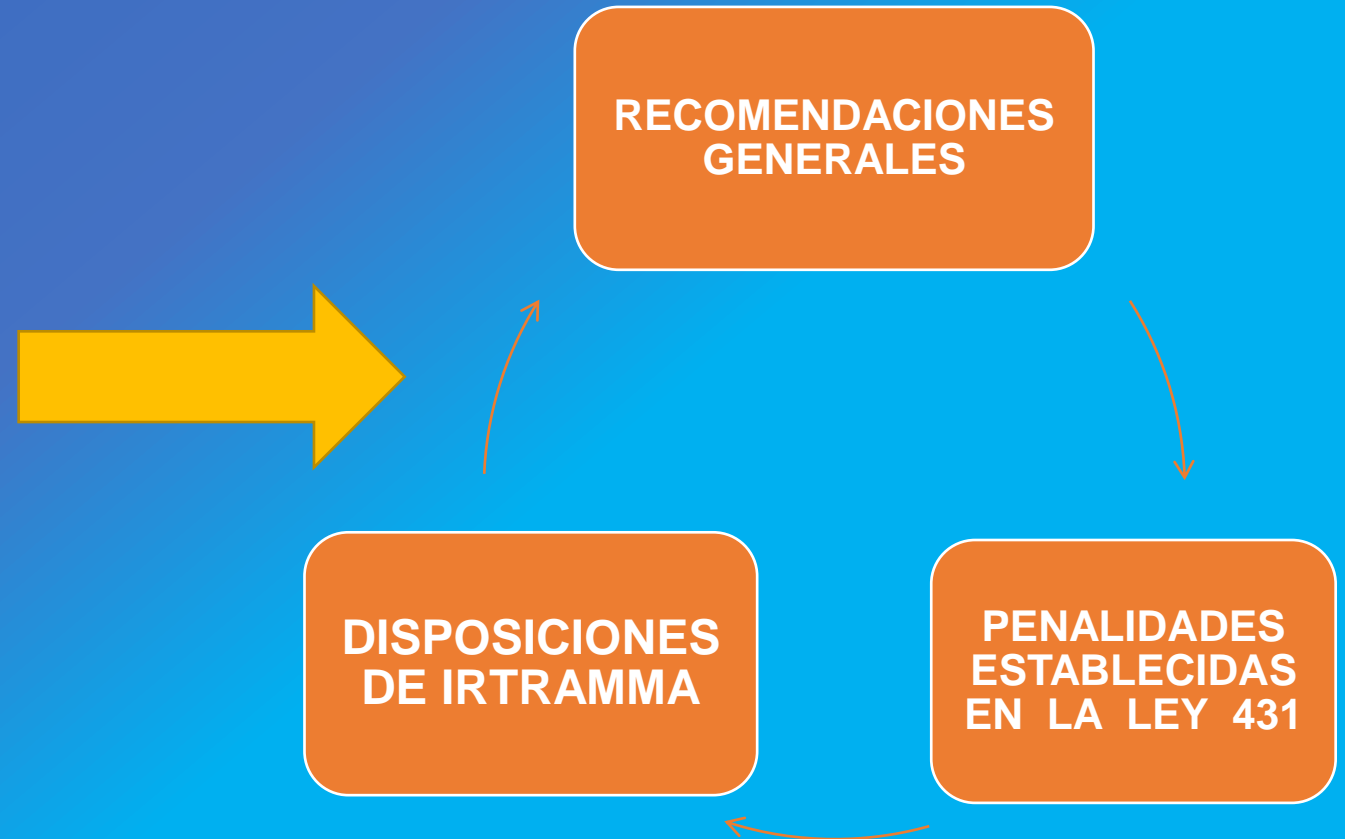 RECOMENDACIONES
GENERALES
DISPOSICIONES
DE IRTRAMMA
PENALIDADES
ESTABLECIDAS
EN LA LEY 431